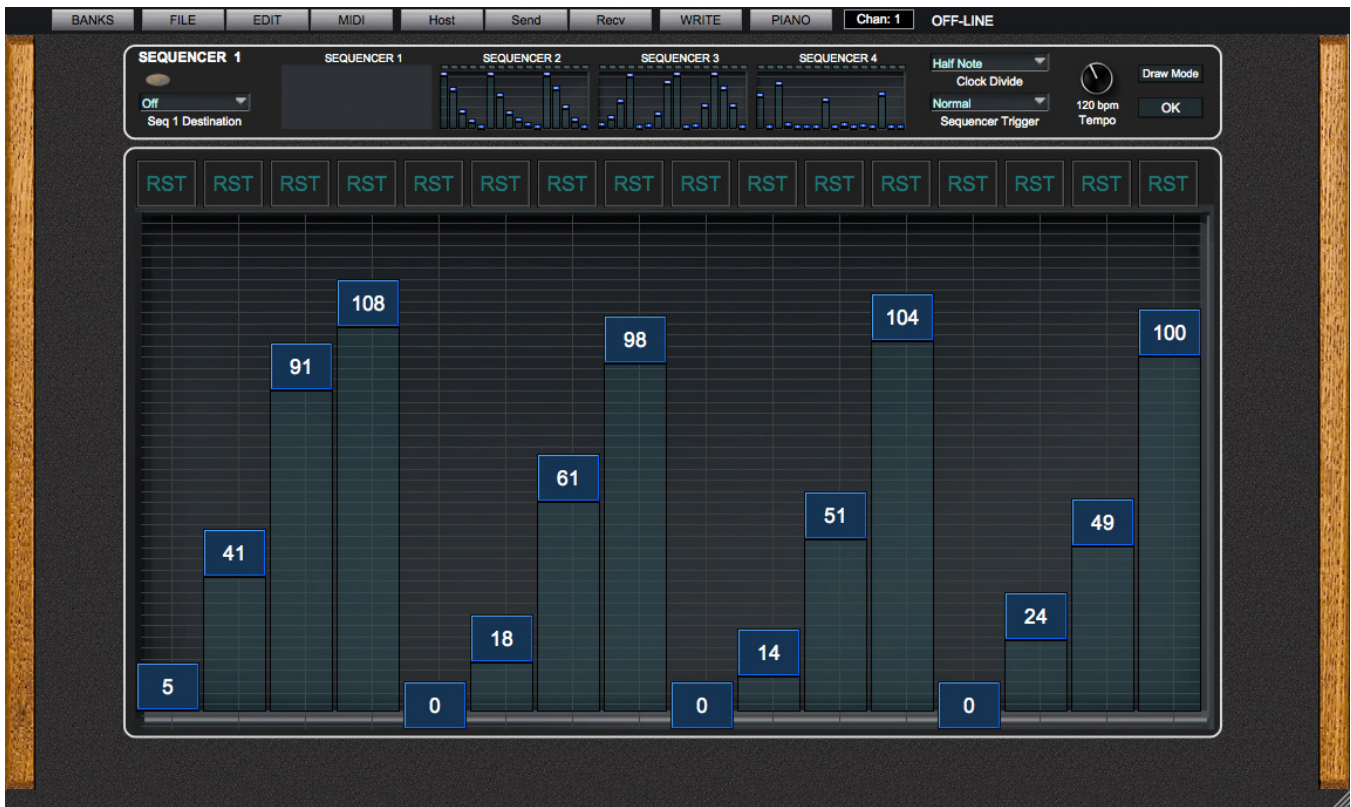 BANKS FILE EDIT MIDI Host Send Recv WRITE PIANO Chan: 1 OFF-LINE
SEQUENCER 1 SEQUENCER 1 SEQUENCER 2 SEQUENCER 3 SEQUENCER 4 Half Note Draw Mode
Clock Divide
Off Normal 120 bpm OK
Seq 1 Destination Sequencer Trigger Tempo
RST RST RST RST RST RST RST RST RST RST RST RST RST RST RST RST
108
104
98 100
91
61
51 49
41
18 24
14
5 0 0 0